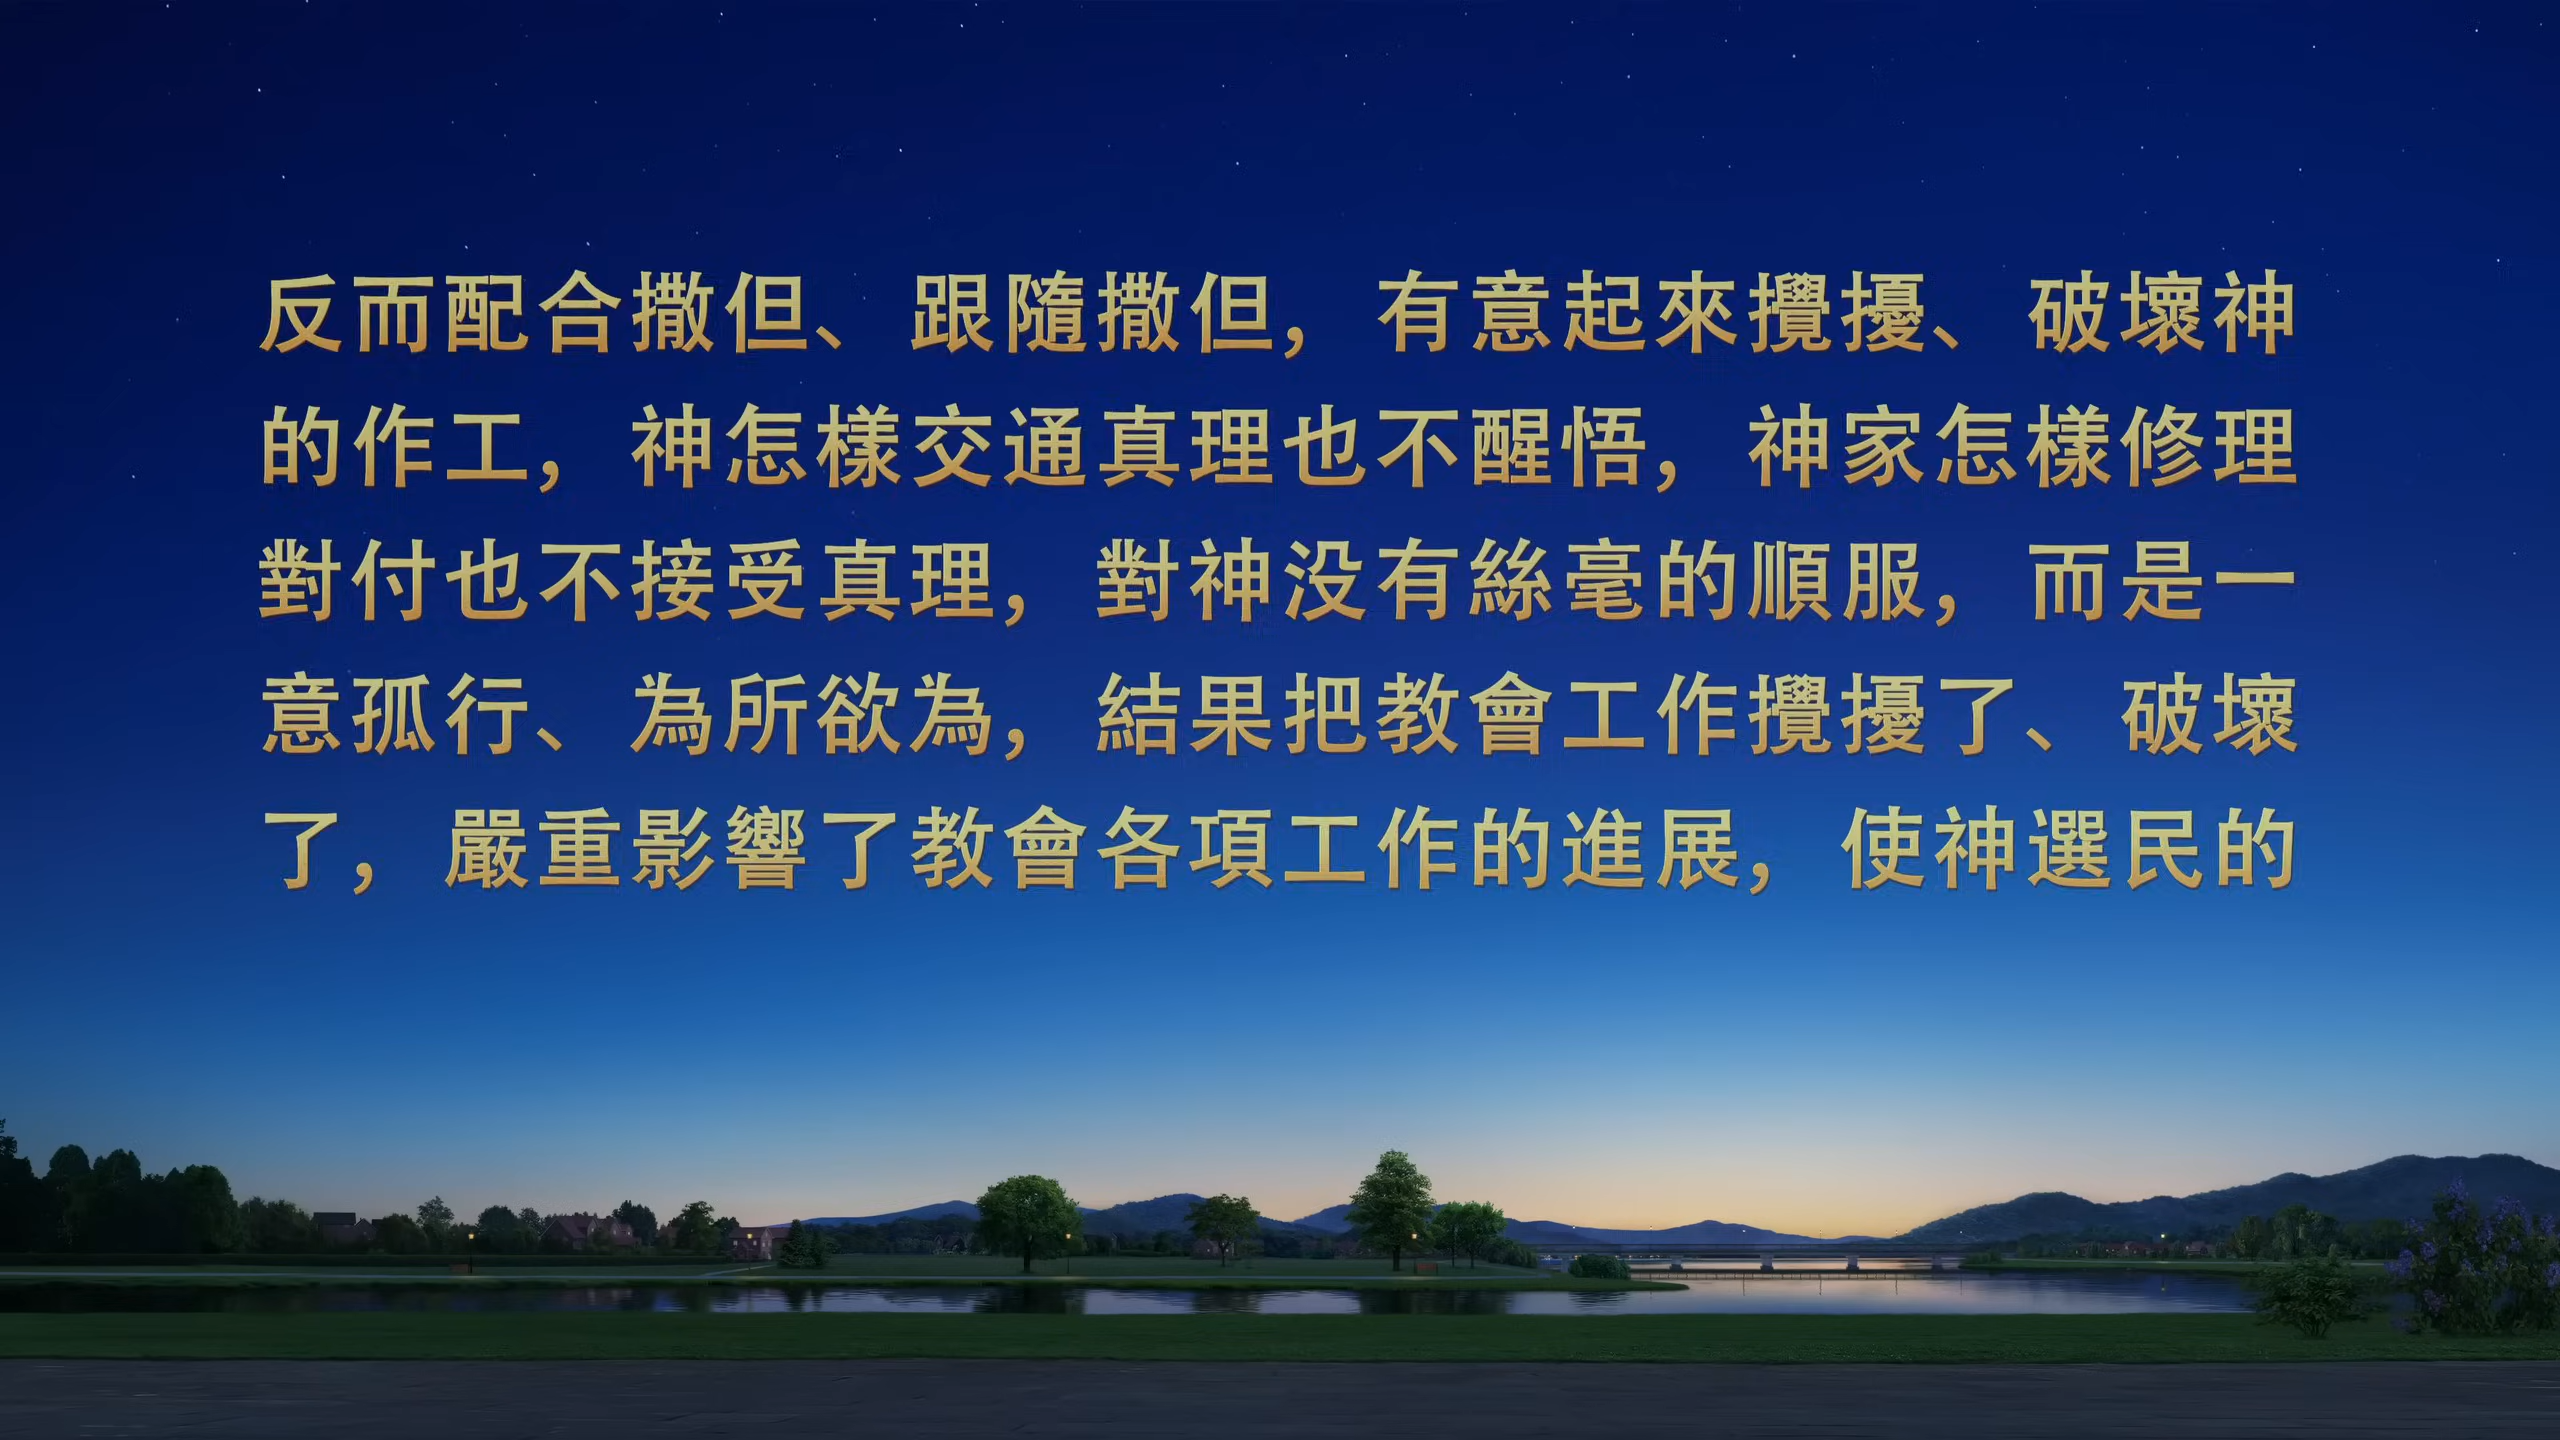 反而配合撒但、跟隨撒但，有意起來攪擾、破壞神
的作工，神怎樣交通真理也不醒悟，神家怎樣修理
對付也不接受真理，對神没有絲毫的順服，而是一
意孤行、為所欲為，結果把教會工作攪擾了、破壞
了，嚴重影響了教會各項工作的進展，使神選民的